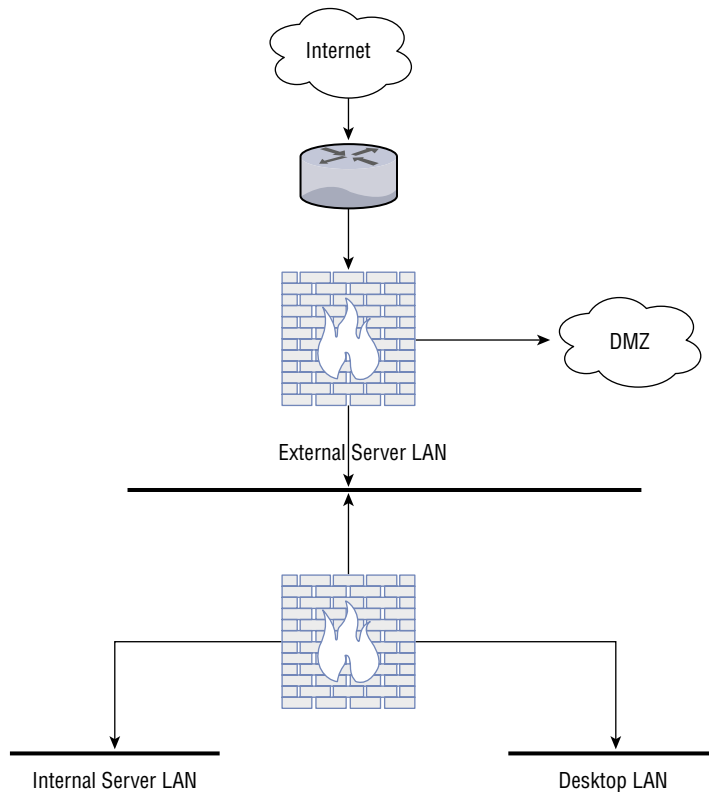 Internet
DMZ
External Server LAN
Internal Server LAN
Desktop LAN